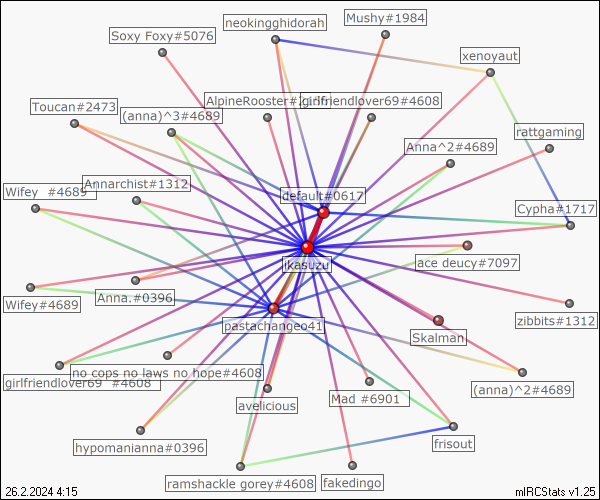 Mushy#1984
neokingghidorah
Soxy Foxy#5076
xenoyaut
AlpineRooster#
girlfriendlover69#4608
Toucan#2473
(anna)^3#4689
rattgaming
Anna^2#4689
Annarchist#1312
Wifey #4689
default#0617
Cypha#1717
ikasuzu
ace deucy#7097
Wifey#4689
Anna.#0396
zibbits#1312
pastachangeo41
Skalman
no cops no laws no hope#4608
girlfriendlover69 #4608
(anna)^2#4689
Mad #6901
avelicious
frisout
hypomanianna#0396
ramshackle gorey#4608
fakedingo
26.2.2024 4:15
mIRCStats v1.25